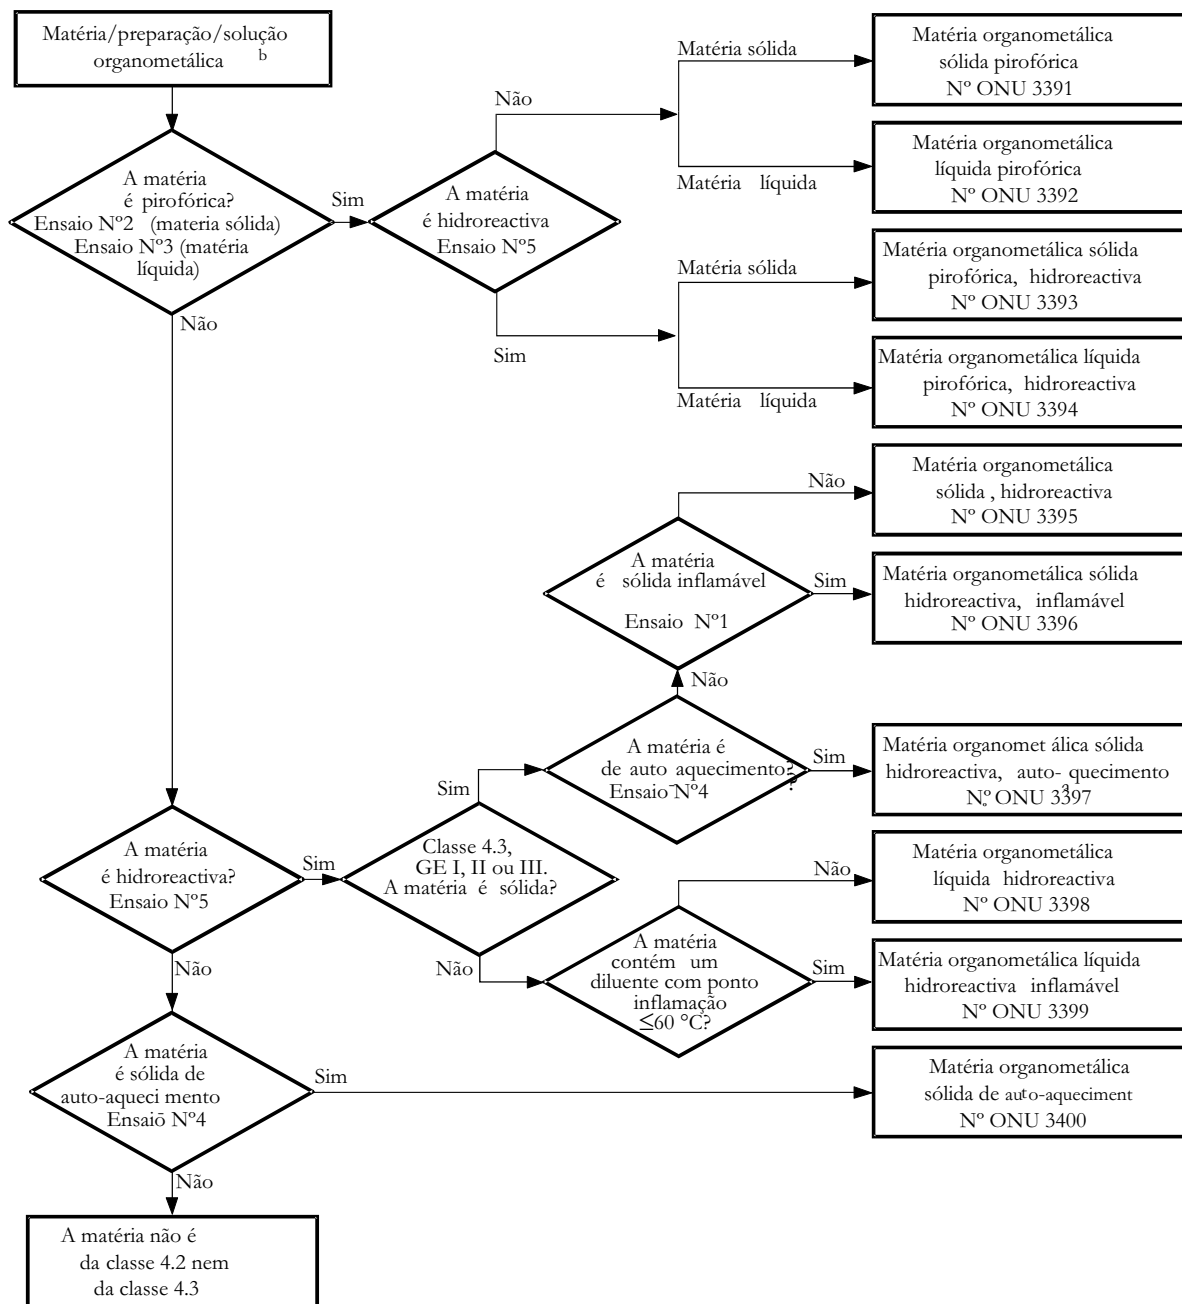 Matéria/preparação/solução
organometálica b
A matéria
é pirofórica?
Ensaio Nº2 (materia sólida)
Ensaio Nº3 (matéria
líquida)
Sim
Não
A matéria
é hidroreactiva
Ensaio Nº5
Não
Sim
Matéria sólida
Matéria líquida
Matéria sólida
Matéria líquida
Matéria organometálica
sólida pirofórica
Nº ONU 3391
Matéria organometálica
líquida pirofórica
Nº ONU 3392
Matéria organometálica sólida
pirofórica, hidroreactiva
Nº ONU 3393
Matéria organometálica líquida
pirofórica, hidroreactiva
Nº ONU 3394
Não
Matéria organometálica
sólida , hidroreactiva
Nº ONU 3395
A matéria
é sólida inflamável
Ensaio Nº1
Sim
Matéria organometálica sólida
hidroreactiva, inflamável
Nº ONU 3396
Não
A matéria é
de auto aquecimento?
Ensaio Nº4 ?
Sim
Matéria organomet álica sólida
hidroreactiva, auto- quecimento
Nº ONU 3397
a
A matéria
é hidroreactiva?
Ensaio Nº5
Sim
Não
Classe 4.3,
GE I, II ou III.
A matéria é sólida?
Sim
Não
A matéria
contém um
diluente com ponto
inflamação
≤60 °C?
Não
Sim
Matéria organometálica
líquida hidroreactiva
Nº ONU 3398
Matéria organometálica líquida
hidroreactiva inflamável
Nº ONU 3399
A matéria
é sólida de
auto-aqueci mento
Ensaio Nº4
Sim
Não
Matéria organometálica
sólida de auto-aqueciment
Nº ONU 3400
A matéria não é
da classe 4.2 nem
da classe 4.3